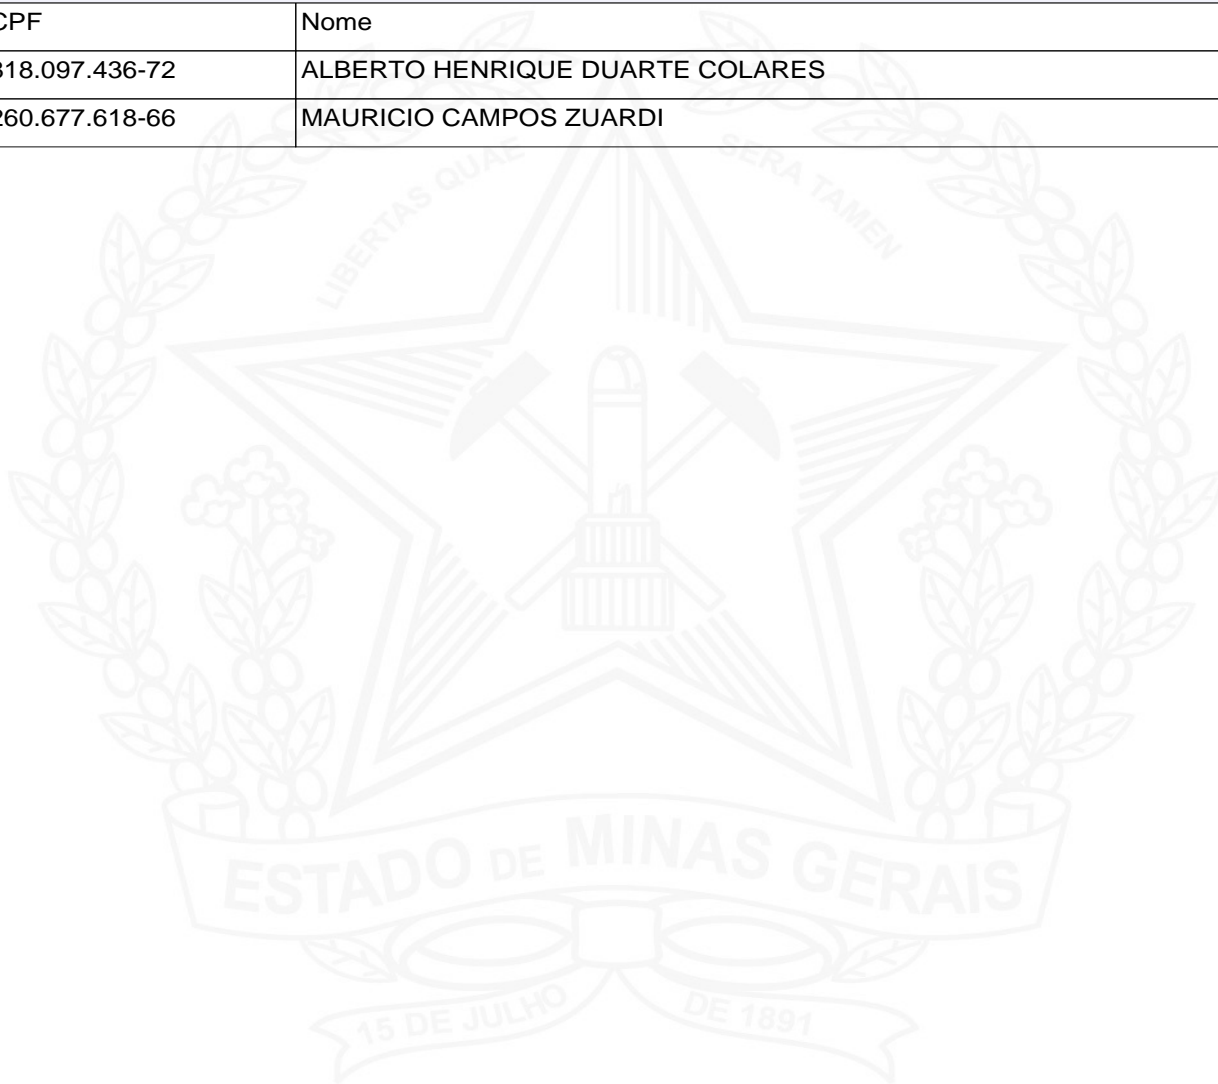 CPF Nome
318.097.436-72 ALBERTO HENRIQUE DUARTE COLARES
260.677.618-66 MAURICIO CAMPOS ZUARDI
LIBERTAS QUAE SERA TAMEN
ESTADO DE MINAS GERAIS
15 DE JULHO DE 1891